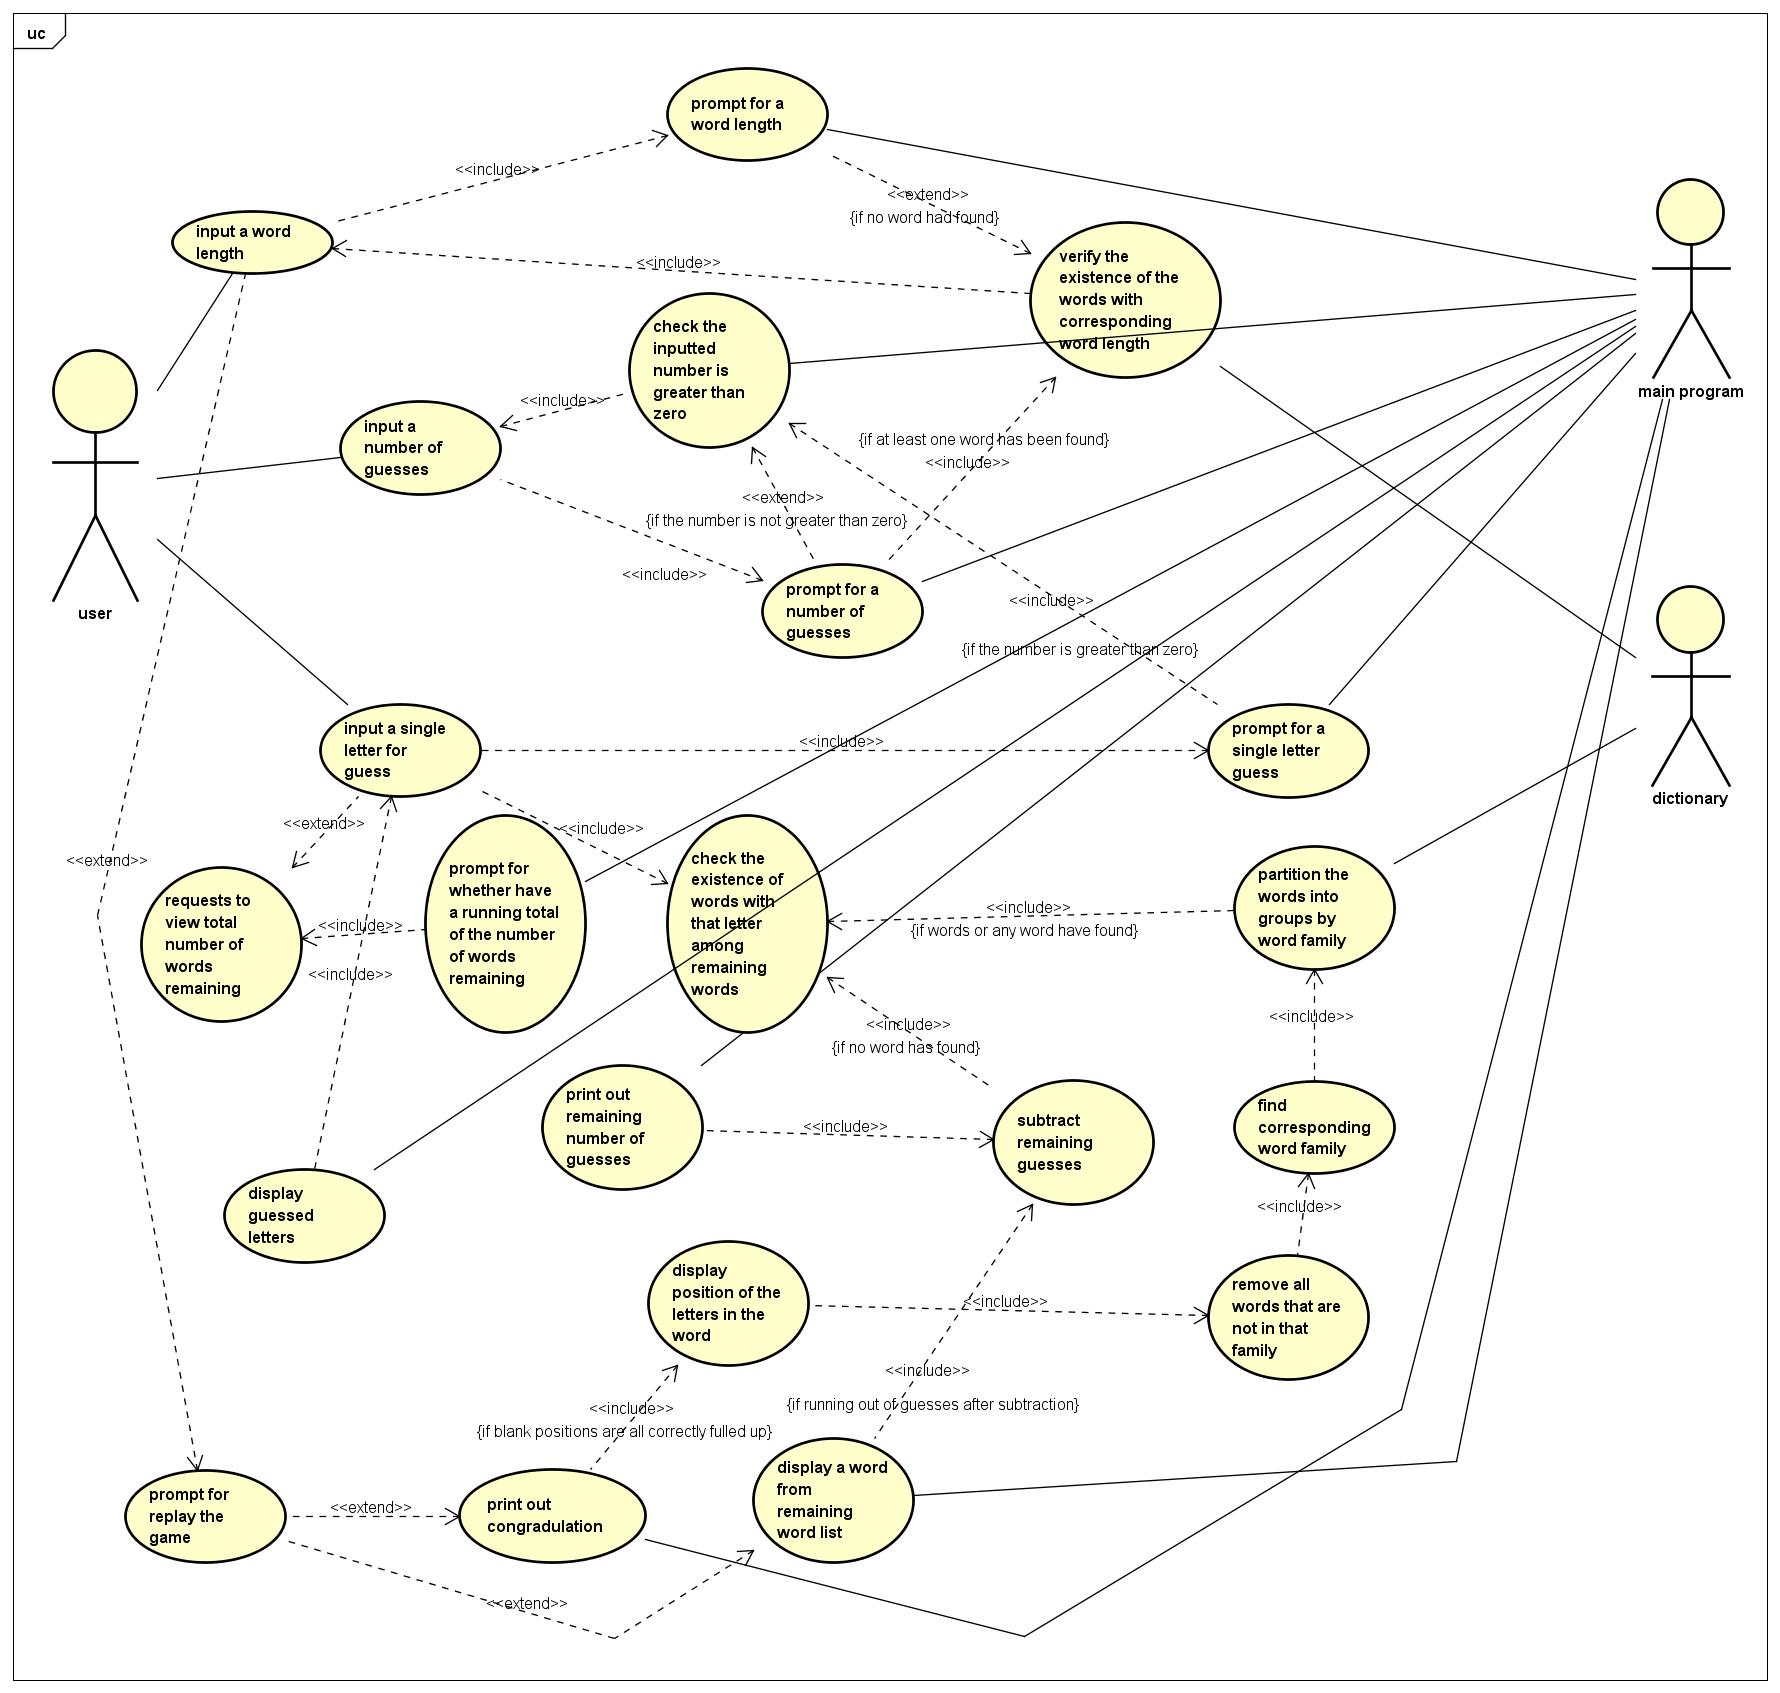 uc
prompt for a
word length
<<include>>
<<extend>>
{if no word had found}
input a word
length
<<include>>
verify the
existence of the
words with
corresponding
word length
main program
check the
inputted
number is
greater than
zero
<<include>>
input a
number of
guesses
{if at least one word has been found}
<<include>>
<<extend>>
{if the number is not greater than zero}
<<include>>
user
prompt for a
number of
guesses
<<include>>
{if the number is greater than zero}
input a single
letter for
guess
<<include>>
prompt for a
single letter
guess
dictionary
<<extend>>
<<include>>
<<extend>>
requests to
view total
number of
words
remaining
<<include>>
prompt for
whether have
a running total
of the number
of words
remaining
check the
existence of
words with
that letter
among
remaining
words
<<include>>
{if words or any word have found}
partition the
words into
groups by
word family
<<include>>
<<include>>
{if no word has found}
<<include>>
print out
remaining
number of
guesses
<<include>>
subtract
remaining
guesses
find
corresponding
word family
<<include>>
display
guessed
letters
display
position of the
letters in the
word
<<include>>
remove all
words that are
not in that
family
<<include>>
{if running out of guesses after subtraction}
<<include>>
{if blank positions are all correctly fulled up}
prompt for
replay the
game
<<extend>>
print out
congradulation
display a word
from
remaining
word list
<<extend>>